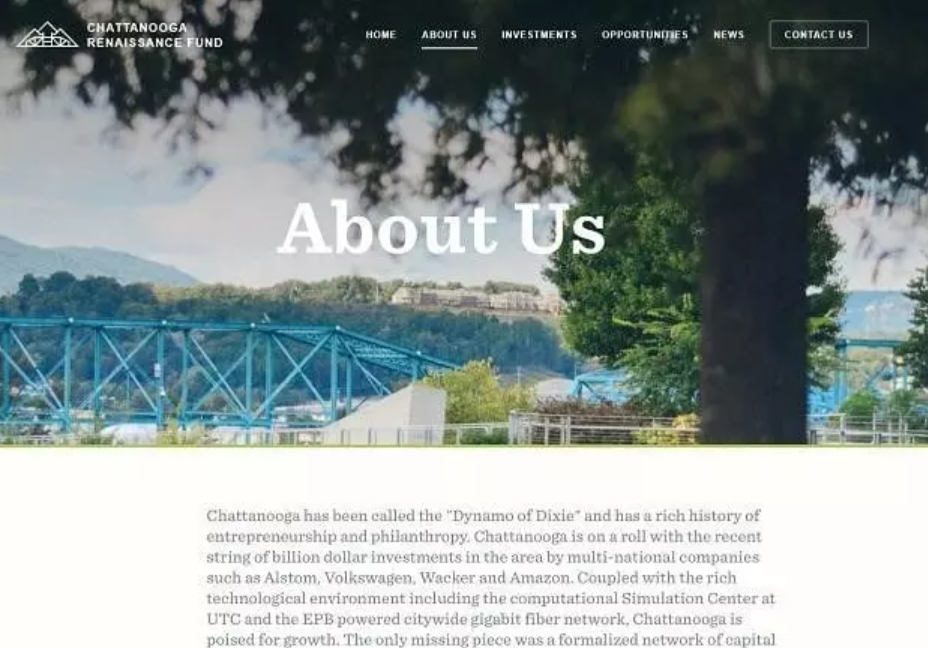 CHATTANOOGA
RENAISSANCE FUND
HOME ABOUT US INVESTMENTS OPPORTUNITIES NEWS CONTACT US
About Us
Chattanooga has been called the "Dynamo of Dixie" and has a rich history of
entrepreneurship and philanthropy. Chattanooga is on a roll with the recent
string of billion dollar investments in the area by multi-national companies
such as Alstom, Volkswagen, Wacker and Amazon. Coupled with the rich
technological environment including the computational Simulation Center at
UTC and the EPB powered citywide gigabit fiber network, Chattanooga is
poised for growth. The only missing piece was a formalized network of capital